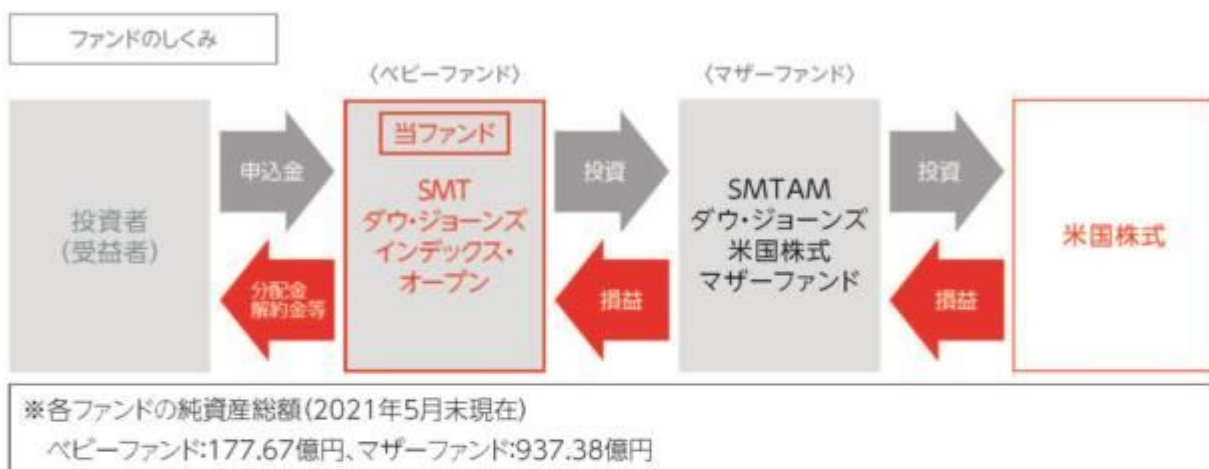 ファンドのしくみ
〈ベビーファンド〉
〈マザーファンド〉
投資者
(受益者)
申込金
分配金
解約金等
当ファンド
SMT
ダウ・ジョーンズ
インデックス・
オープン
投資
損益
SMTAM
ダウ・ジョーンズ
米国株式
マザーファンド
投資
損益
米国株式
※各ファンドの純資産総額(2021年5月末現在)
ベビーファンド:177.67億円、マザーファンド:937.38億円